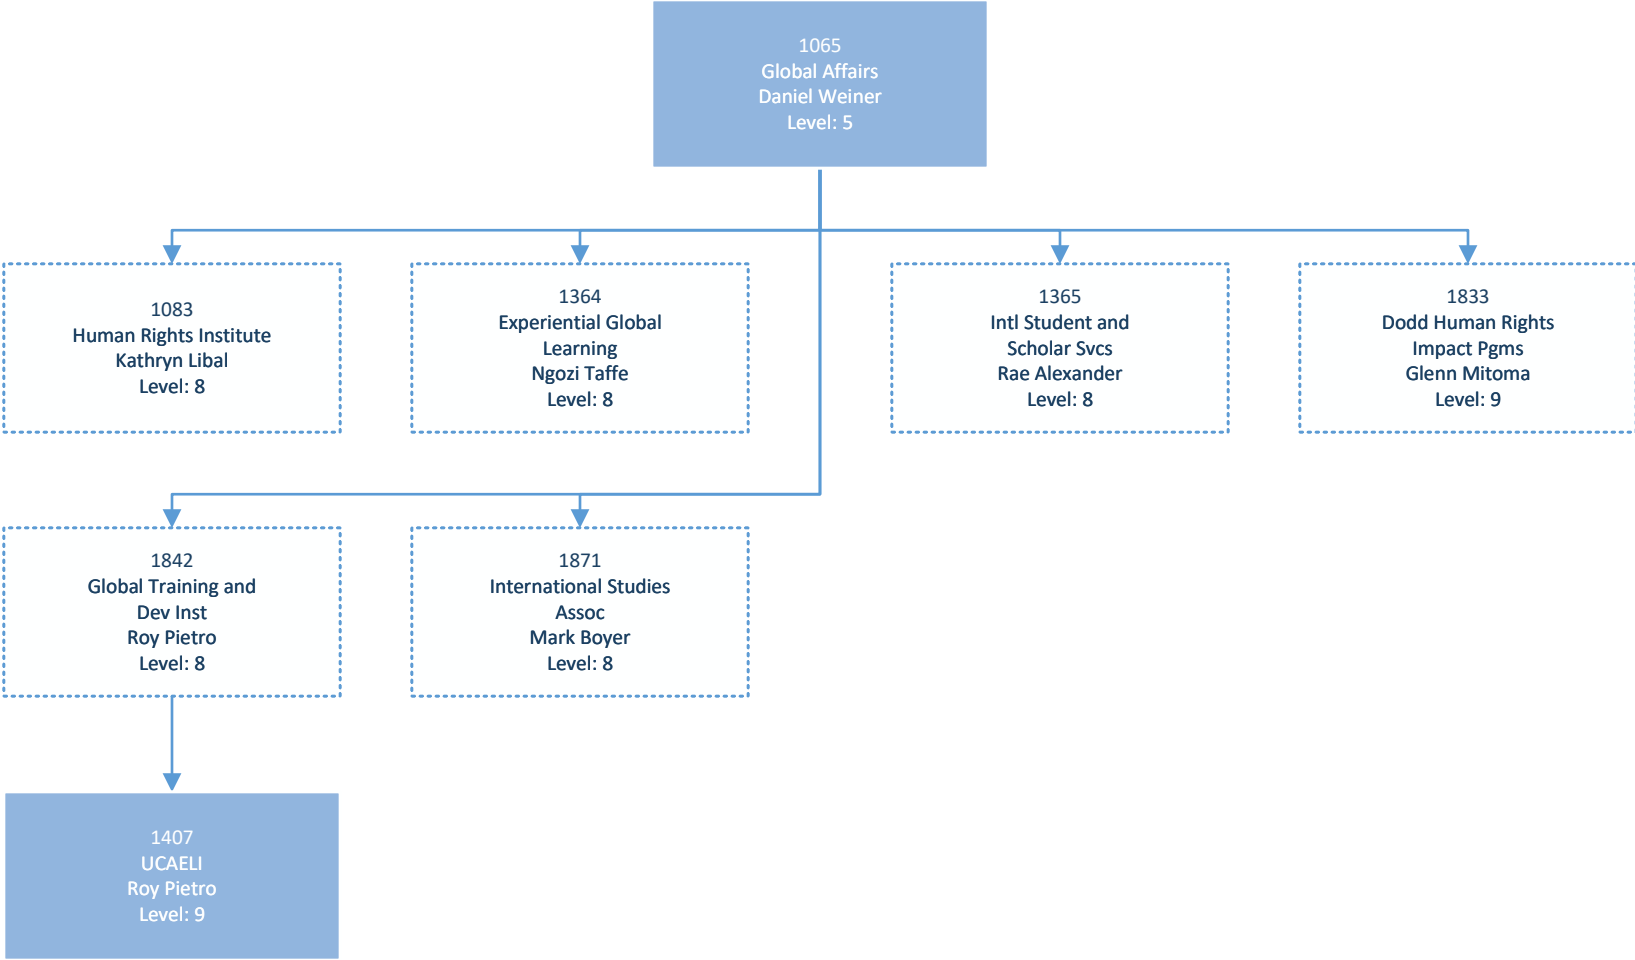 1065
Global Affairs
Daniel Weiner
Level: 5
1083
Human Rights Institute
Kathryn Libal
Level: 8
1364
Experiential Global
Learning
Ngozi Taffe
Level: 8
1365
Intl Student and
Scholar Svcs
Rae Alexander
Level: 8
1833
Dodd Human Rights
Impact Pgms
Glenn Mitoma
Level: 9
1842
Global Training and
Dev Inst
Roy Pietro
Level: 8
1871
International Studies
Assoc
Mark Boyer
Level: 8
1407
UCAELI
Roy Pietro
Level: 9